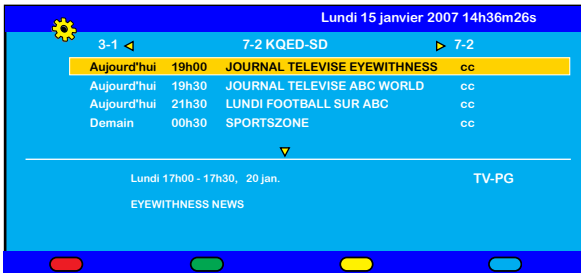 Lundi 15 janvier 2007 14h36m26s
3-1 7-2 KQED-SD 7-2
Aujourd'hui 19h00 JOURNAL TELEVISE EYEWITHNESS cc
Aujourd'hui 19h30 JOURNAL TELEVISE ABC WORLD cc
Aujourd'hui 21h30 LUNDI FOOTBALL SUR ABC cc
Demain 00h30 SPORTSZONE cc
Lundi 17h00 - 17h30, 20 jan. TV-PG
EYEWITHNESS NEWS